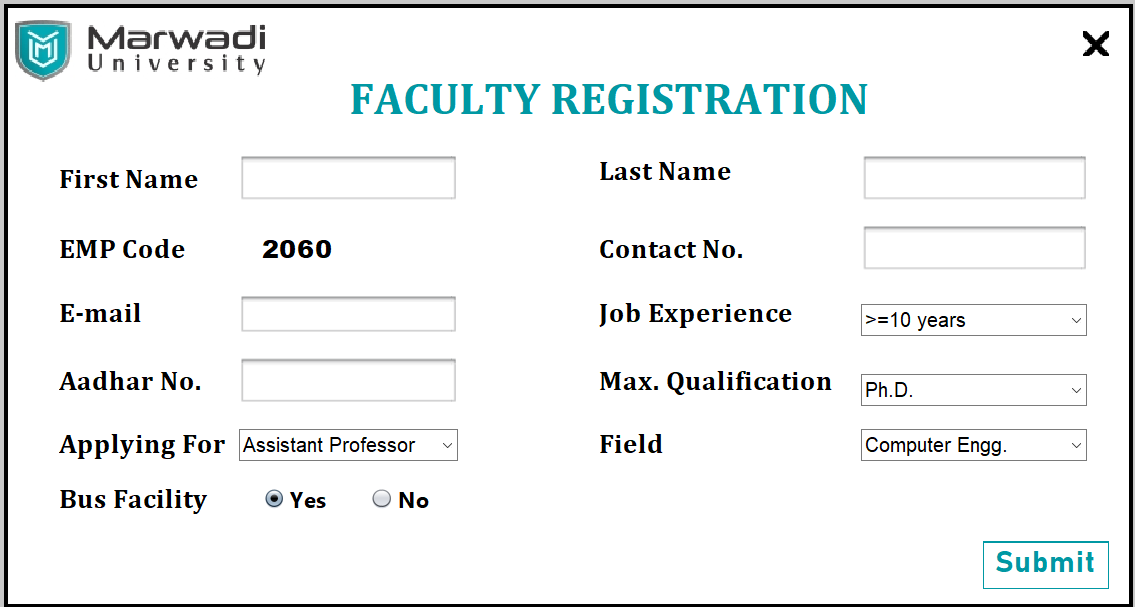 Marwadi
University
X
FACULTY REGISTRATION
First Name
Last Name
EMP Code 2060
Contact No.
E-mail
Job Experience >=10 years
Aadhar No.
Max. Qualification Ph.D.
Applying For Assistant Professor
Field Computer Engg.
Bus Facility Yes No
Submit